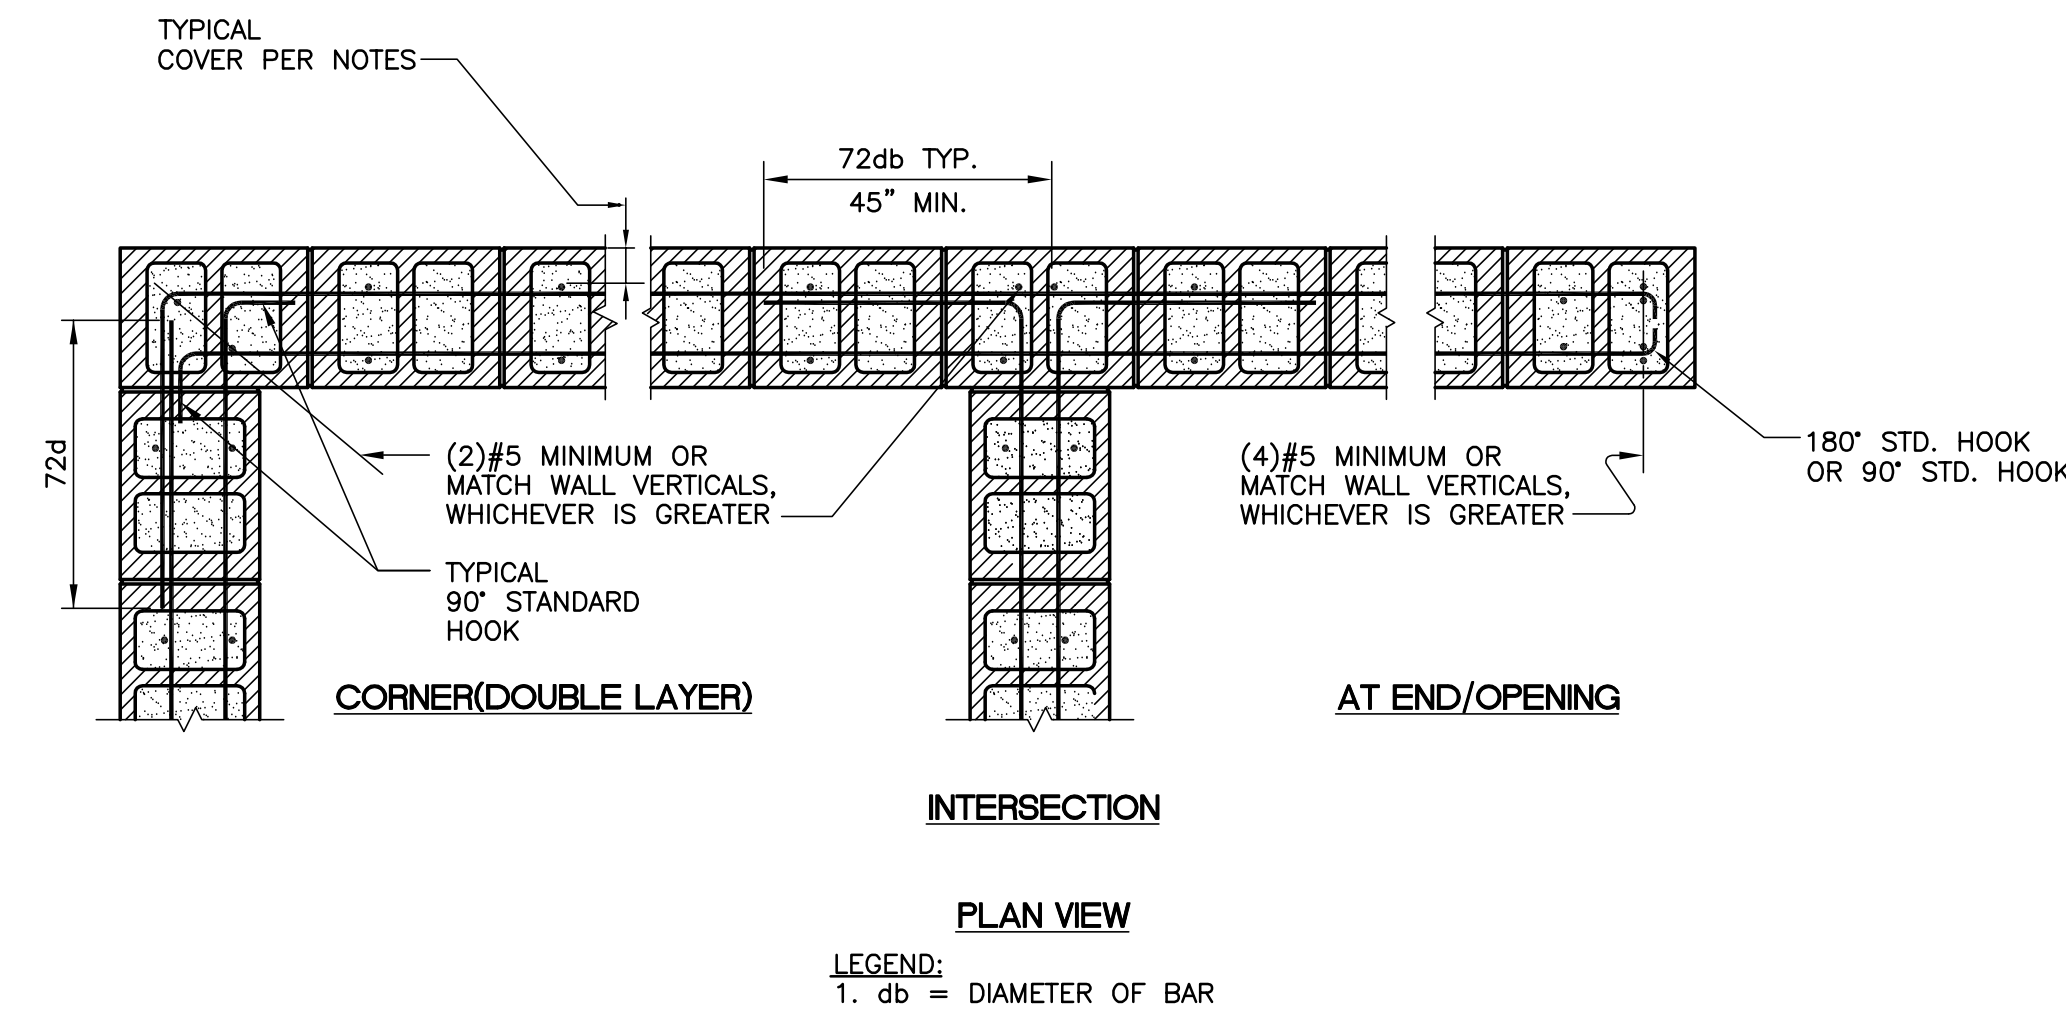 TYPICAL
COVER PER NOTES
72db TYP.
45” MIN.
72d
(2)#5 MINIMUM OR
MATCH WALL VERTICALS,
WHICHEVER IS GREATER
TYPICAL
90° STANDARD
HOOK
(4)#5 MINIMUM OR
MATCH WALL VERTICALS,
WHICHEVER IS GREATER
180° STD. HOOK
OR 90° STD. HOOK
CORNER(DOUBLE LAYER)
AT END/OPENING
INTERSECTION
PLAN VIEW
LEGEND:
1. db = DIAMETER OF BAR